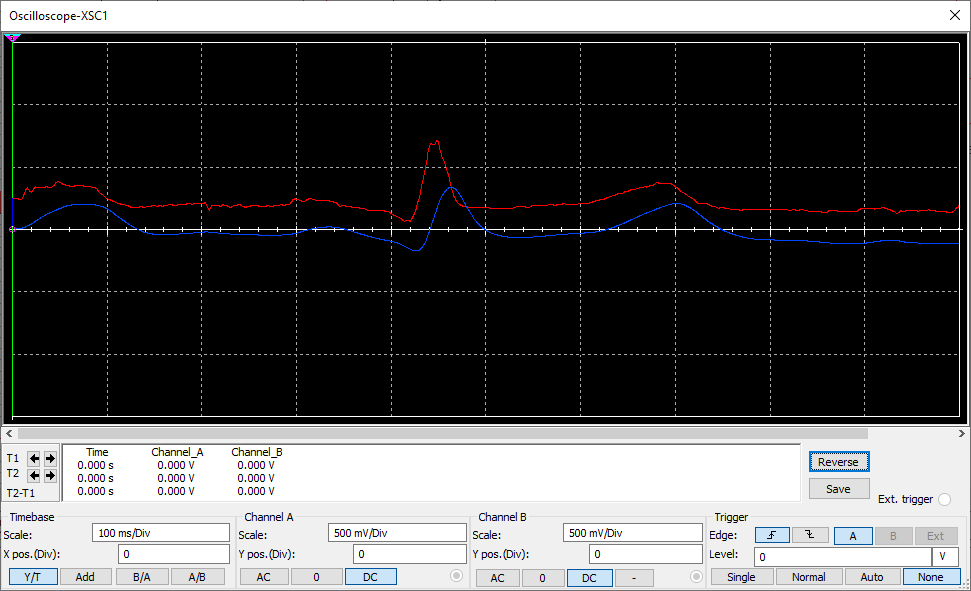 Oscilloscope-XSC1
T1
T2
T2-T1
Time Channel_A Channel_B
0.000 s 0.000 V 0.000 V
0.000 s 0.000 V 0.000 V
0.000 s 0.000 V 0.000 V
Reverse
Save
Ext. trigger
Timebase
Scale: 100 ms/Div
X pos.(Div): 0
Y/T Add B/A A/B
Channel A
Scale: 500 mV/Div
Y pos.(Div): 0
AC 0 DC
Channel B
Scale: 500 mV/Div
Y pos.(Div): 0
AC 0 DC -
Trigger
Edge: A B Ext
Level: 0 V
Single Normal Auto None